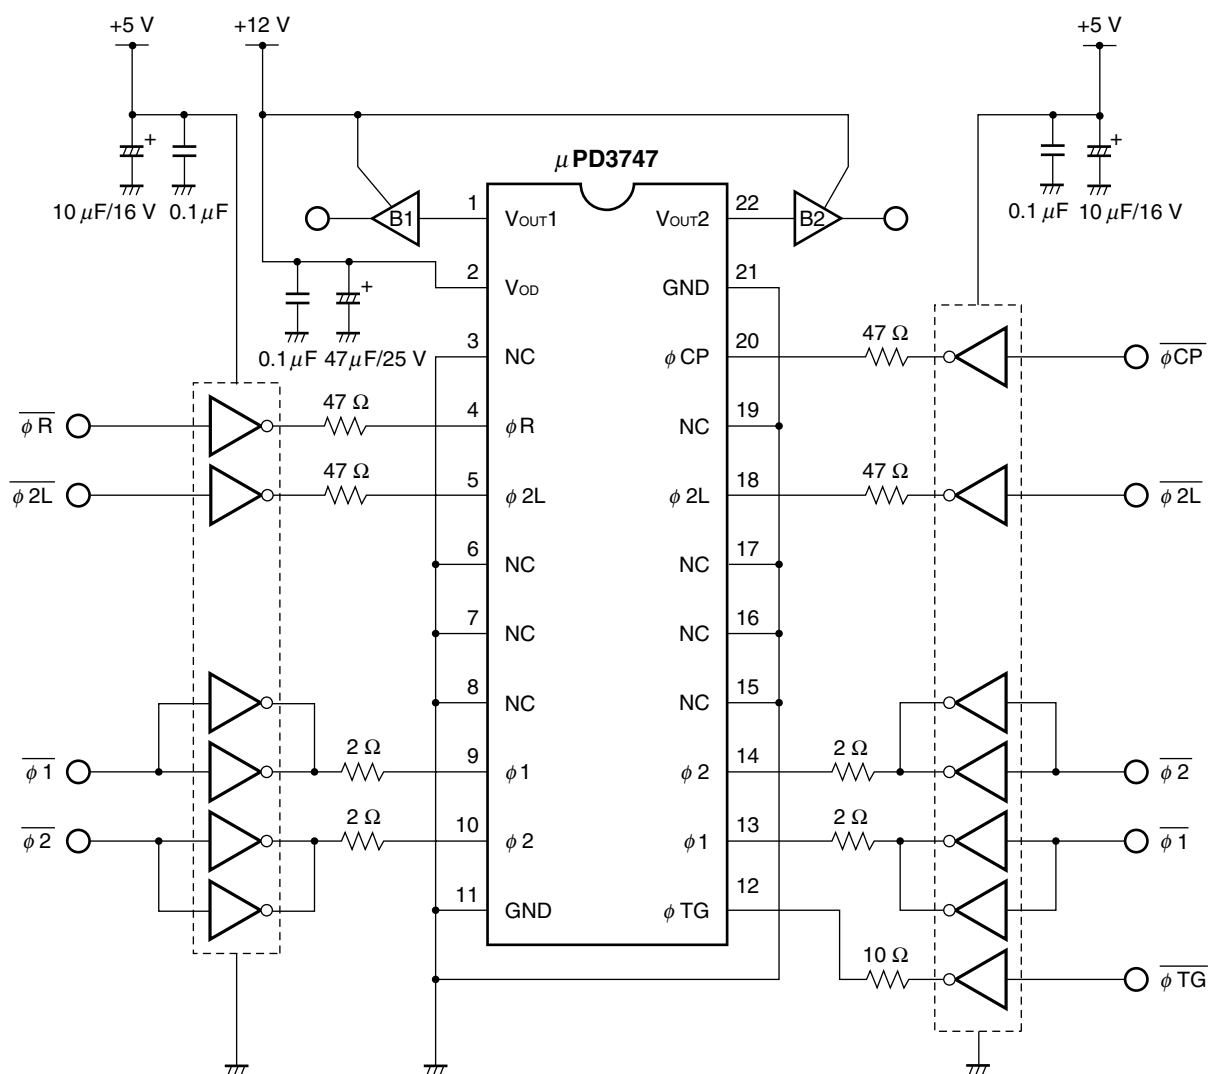 +5 V
+12 V
+5 V
10 μF/16 V
0.1 μF
μPD3747
0.1 μF
10 μF/16 V
B1
1
VOUT1
VOUT2
22
B2
2
VOD
GND
21
0.1 μF
47 μF/25 V
3
NC
φCP
20
47 Ω
φCP
φR
47 Ω
4
φR
NC
19
φ2L
47 Ω
5
φ2L
φ2L
18
47 Ω
φ2L
6
NC
NC
17
7
NC
NC
16
8
NC
NC
15
φ1
2 Ω
9
φ1
φ2
14
2 Ω
φ2
φ2
2 Ω
10
φ2
φ1
13
2 Ω
φ1
11
GND
φTG
12
10 Ω
φTG